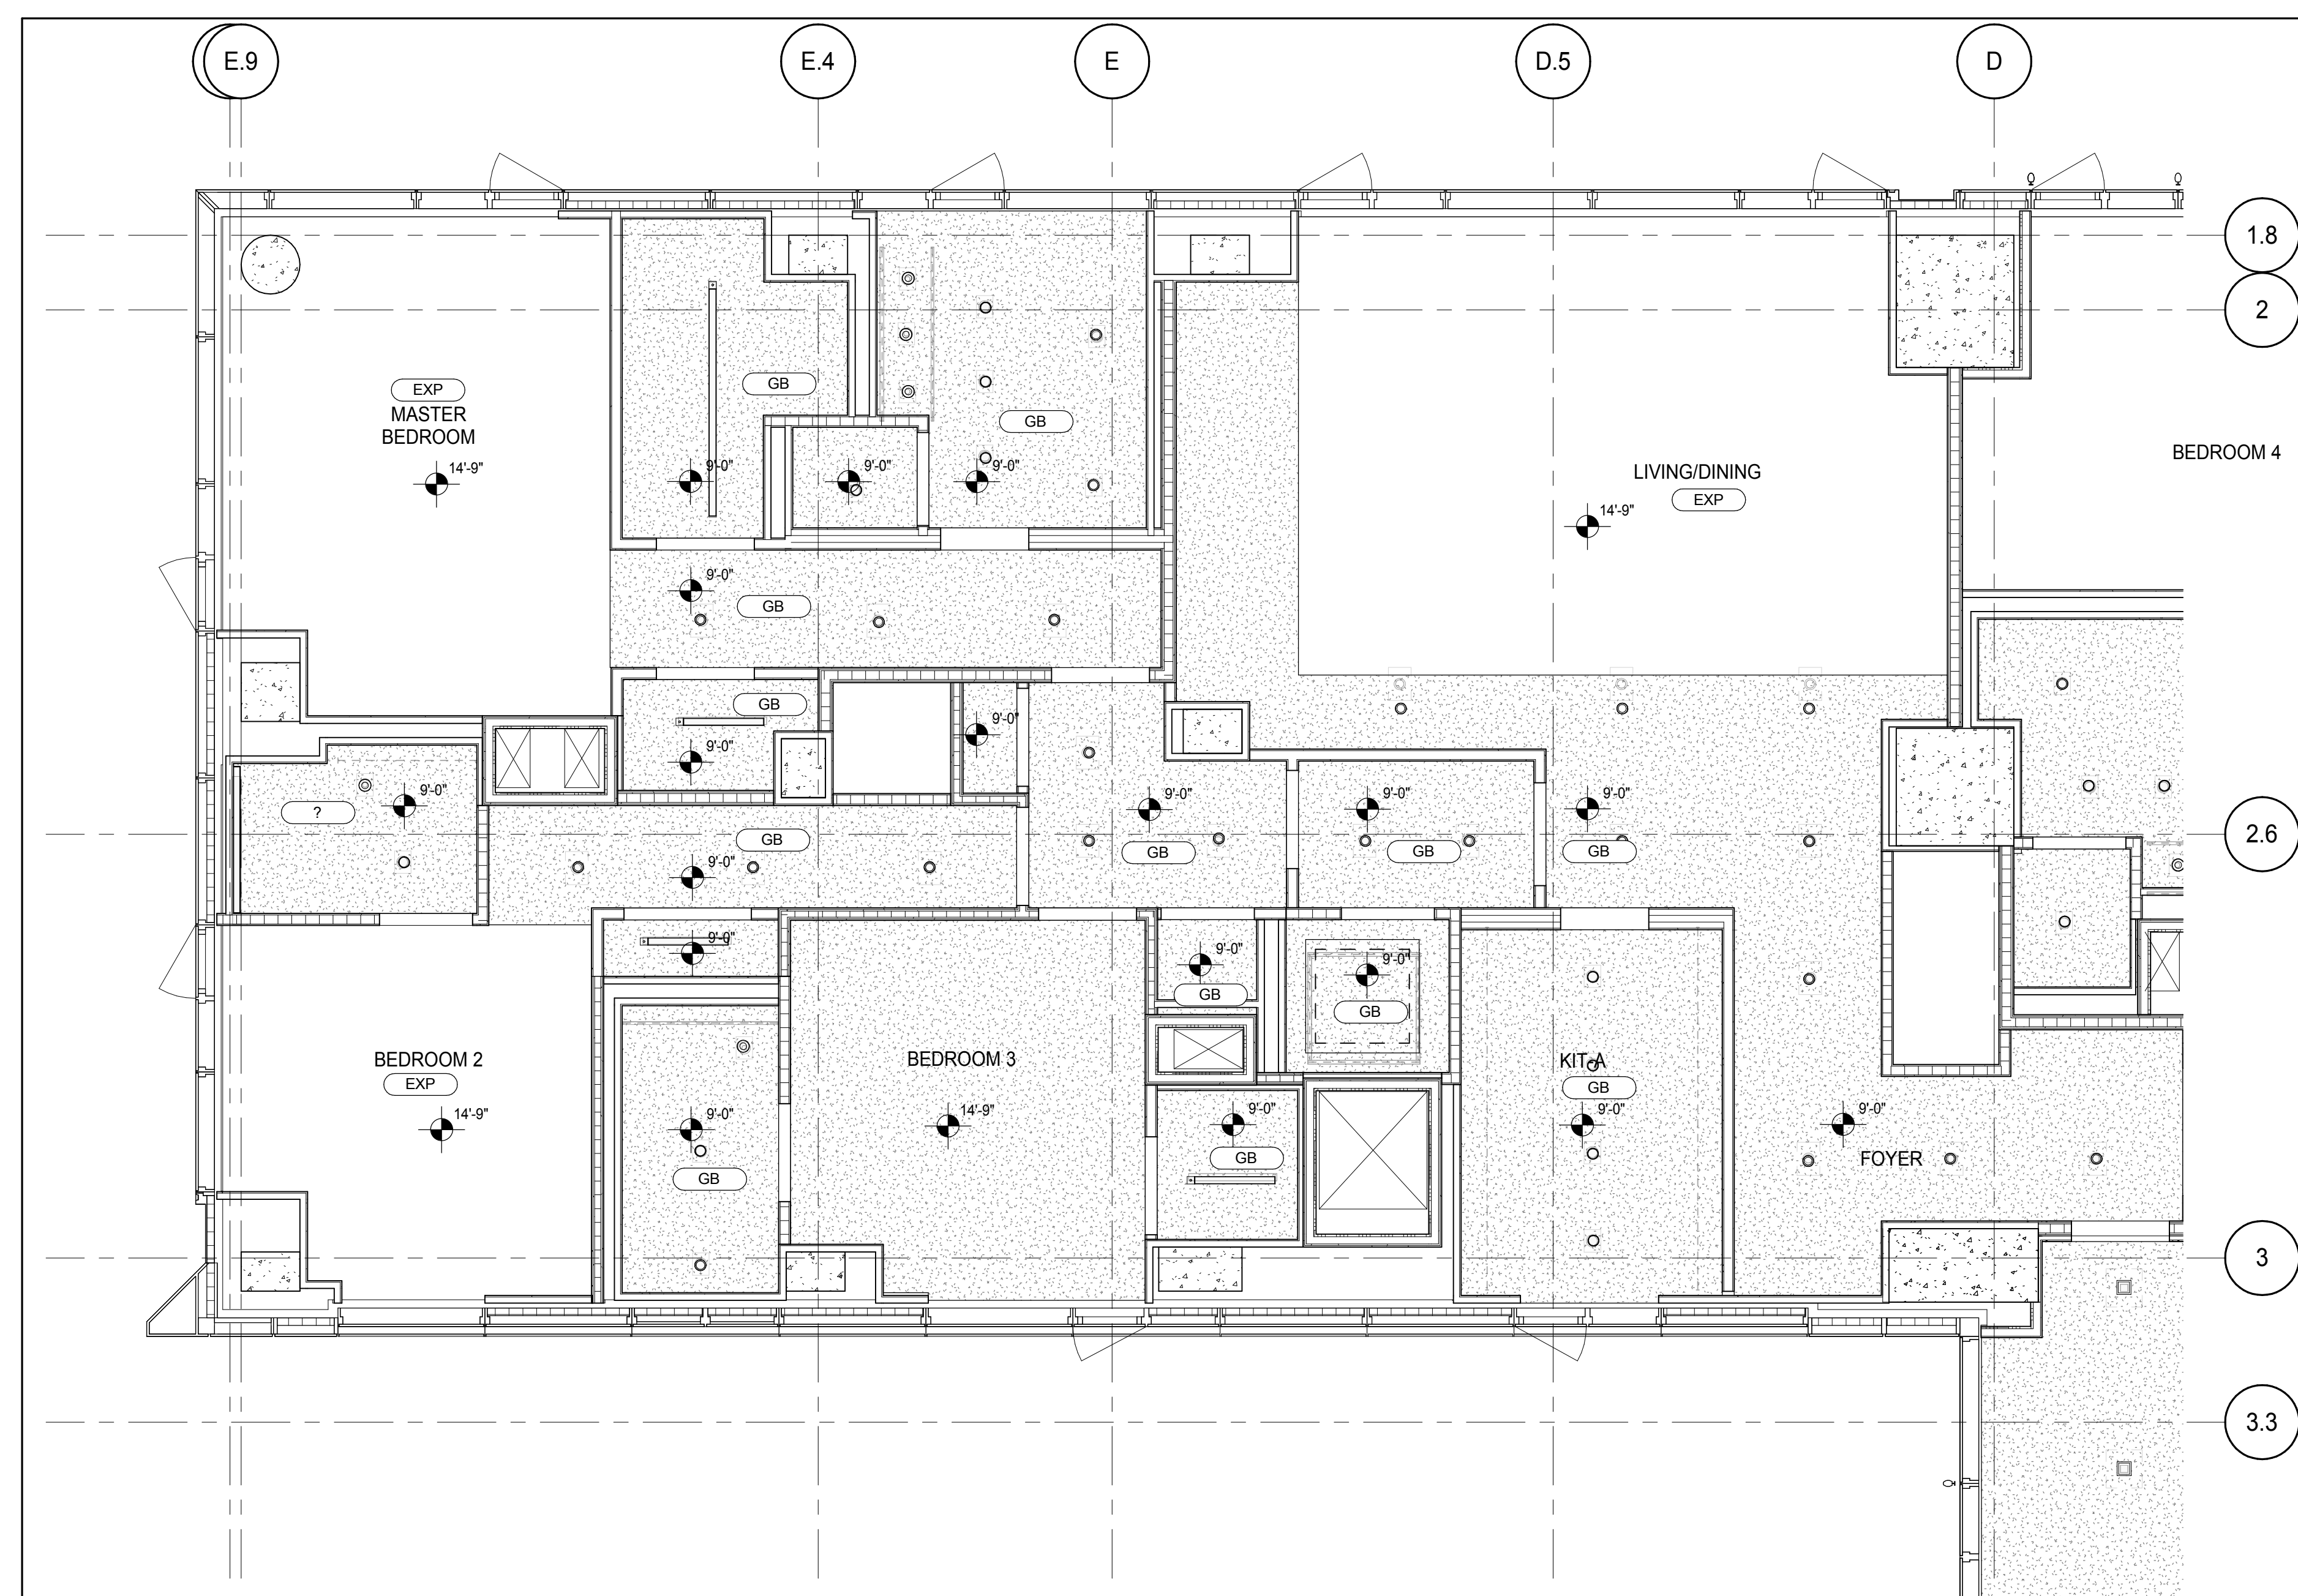 E.9
E.4
E
D.5
D
1.8
2
EXP
MASTER
BEDROOM
14'-9"
GB
GB
9'-0"
9'-0"
9'-0"
LIVING/DINING
EXP
14'-9"
BEDROOM 4
9'-0"
GB
GB
9'-0"
9'-0"
?
9'-0"
GB
9'-0"
9'-0"
GB
9'-0"
GB
9'-0"
GB
2.6
9'-0"
9'-0"
GB
9'-0"
GB
BEDROOM 2
EXP
14'-9"
9'-0"
GB
BEDROOM 3
14'-9"
9'-0"
GB
KIT-A
GB
9'-0"
9'-0"
FOYER
3
3.3